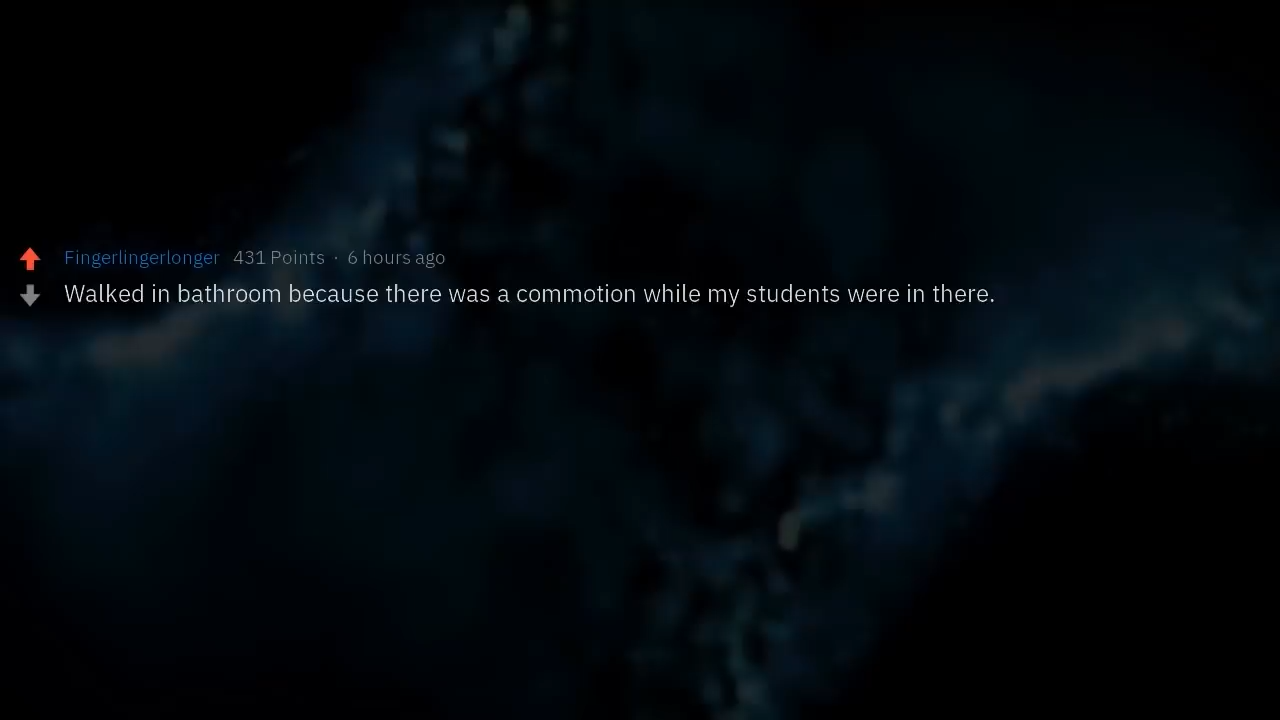 Fingerlingerlonger 431 Points · 6 hours ago
Walked in bathroom because there was a commotion while my students were in there.